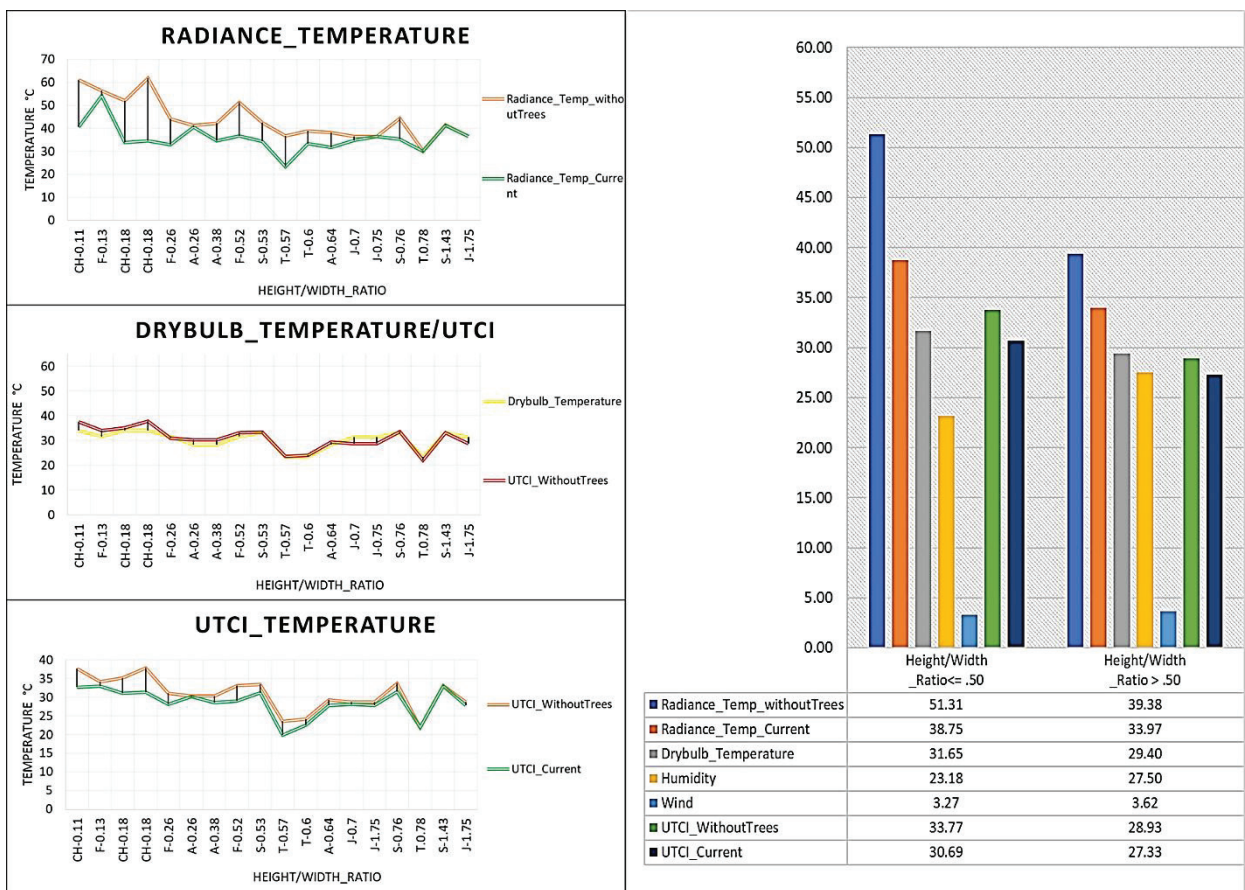 RADIANCE_TEMPERATURE
TEMPERATURE °C
70
60
50
40
30
20
10
0
CH-0.11
F-0.13
CH-0.18
CH-0.18
F-0.26
A-0.26
A-0.38
F-0.52
S-0.53
T-0.57
T-0.6
A-0.64
J-0.7
J-0.75
S-0.76
T.0.78
S-1.43
J-1.75
HEIGHT/WIDTH_RATIO
Radiance_Temp_witho
utTrees
Radiance_Temp_Curre
nt
DRYBULB_TEMPERATURE/UTCI
TEMPERATURE °C
60
50
40
30
20
10
0
CH-0.11
F-0.13
CH-0.18
CH-0.18
F-0.26
A-0.26
A-0.38
F-0.52
S-0.53
T-0.57
T-0.6
A-0.64
J-0.7
J-0.75
S-0.76
T.0.78
S-1.43
J-1.75
HEIGHT/WIDTH_RATIO
Drybulb_Temperature
UTCI_WithoutTrees
UTCI_TEMPERATURE
TEMPERATURE °C
40
35
30
25
20
15
10
5
0
CH-0.11
F-0.13
CH-0.18
CH-0.18
F-0.26
A-0.26
A-0.38
F-0.52
S-0.53
T-0.57
T-0.6
A-0.64
J-0.7
J-1.75
S-0.76
T.0.78
S-1.43
J-1.75
HEIGHT/WIDTH_RATIO
UTCI_WithoutTrees
UTCI_Current
60.00
55.00
50.00
45.00
40.00
35.00
30.00
25.00
20.00
15.00
10.00
5.00
0.00
Height/Width
_Ratio<= .50
Height/Width
_Ratio > .50
Radiance_Temp_withoutTrees 51.31 39.38
Radiance_Temp_Current 38.75 33.97
Drybulb_Temperature 31.65 29.40
Humidity 23.18 27.50
Wind 3.27 3.62
UTCI_WithoutTrees 33.77 28.93
UTCI_Current 30.69 27.33